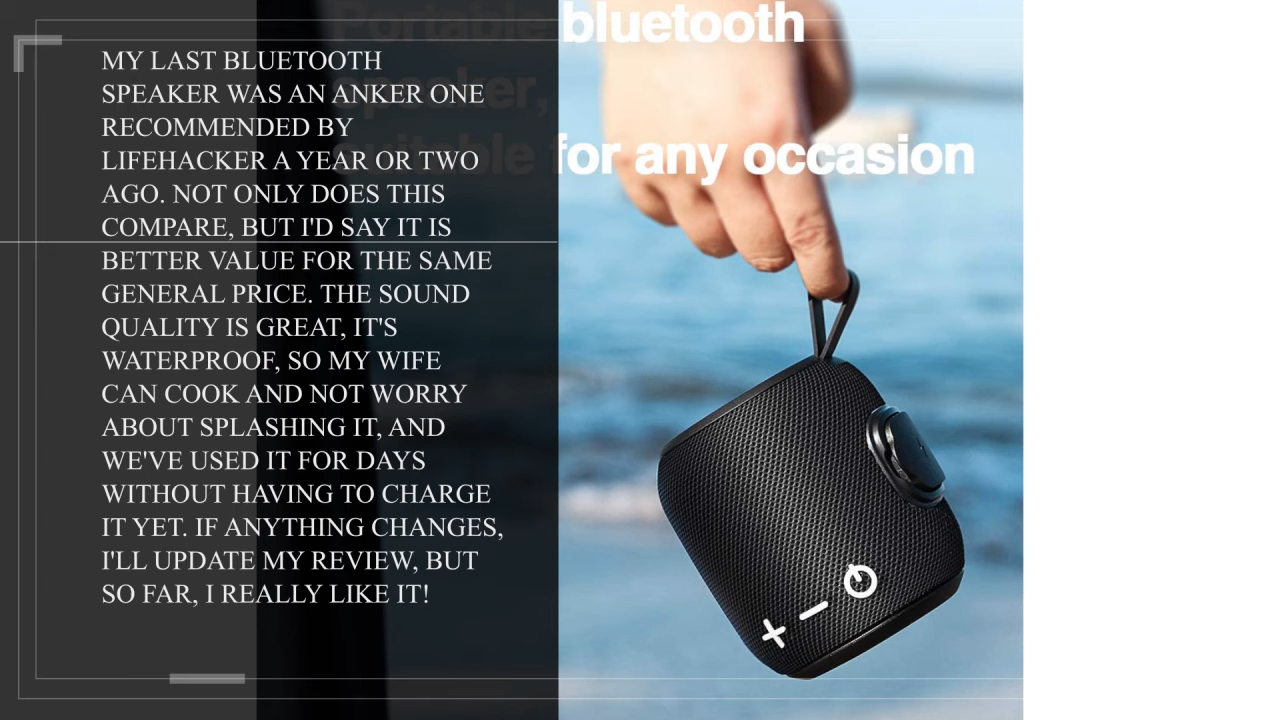 Portable bluetooth
speaker,
suitable for any occasion
MY LAST BLUETOOTH
SPEAKER WAS AN ANKER ONE
RECOMMENDED BY
LIFEHACKER A YEAR OR TWO
AGO. NOT ONLY DOES THIS
COMPARE, BUT I'D SAY IT IS
BETTER VALUE FOR THE SAME
GENERAL PRICE. THE SOUND
QUALITY IS GREAT, IT'S
WATERPROOF, SO MY WIFE
CAN COOK AND NOT WORRY
ABOUT SPLASHING IT, AND
WE'VE USED IT FOR DAYS
WITHOUT HAVING TO CHARGE
IT YET. IF ANYTHING CHANGES,
I'LL UPDATE MY REVIEW, BUT
SO FAR, I REALLY LIKE IT!